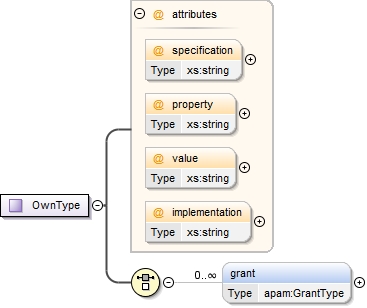 @ attributes
@ specification
Type xs:string
@ property
Type xs:string
@ value
Type xs:string
OwnType
@ implementation
Type xs:string
0..∞
grant
Type apam:GrantType